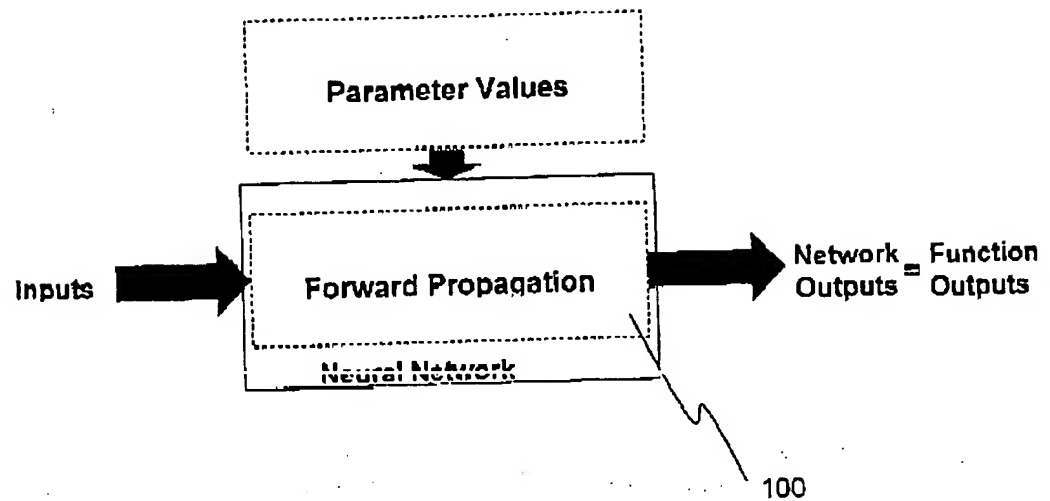 Parameter Values
Inputs
Forward Propagation
Network = Function
Outputs Outputs
Neural Network
100